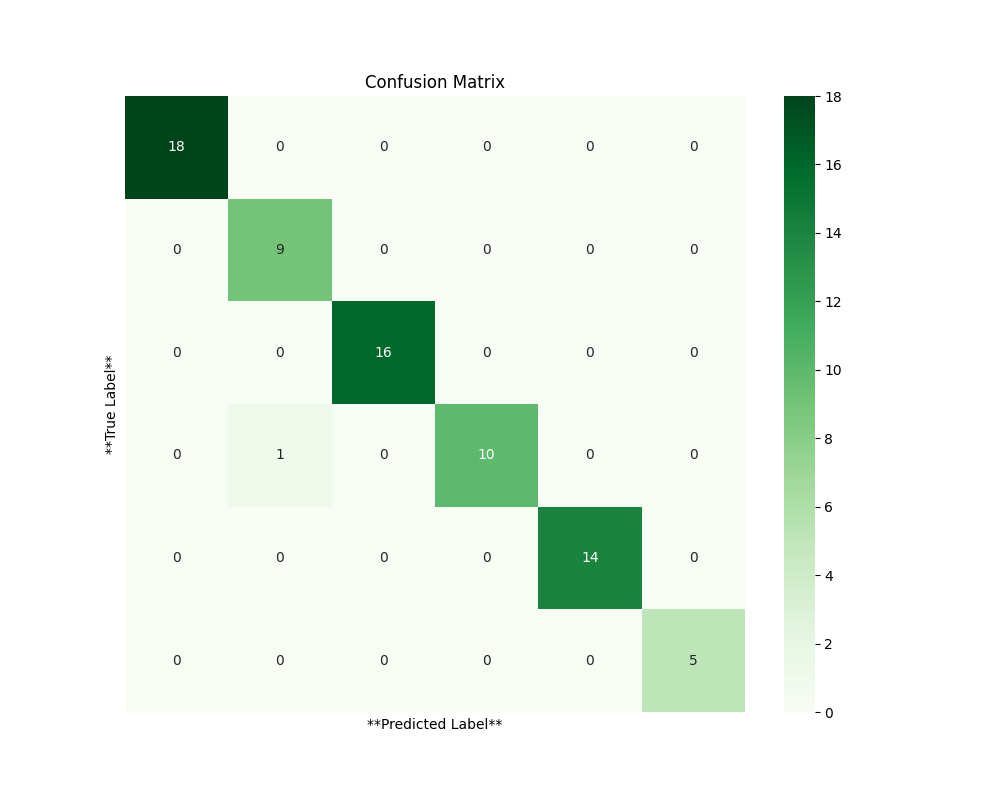 Confusion Matrix
18 0 0 0 0 0
0 9 0 0 0 0
0 0 16 0 0 0
0 1 0 10 0 0
0 0 0 0 14 0
0 0 0 0 0 5
**True Label**
**Predicted Label**
18
16
14
12
10
8
6
4
2
0